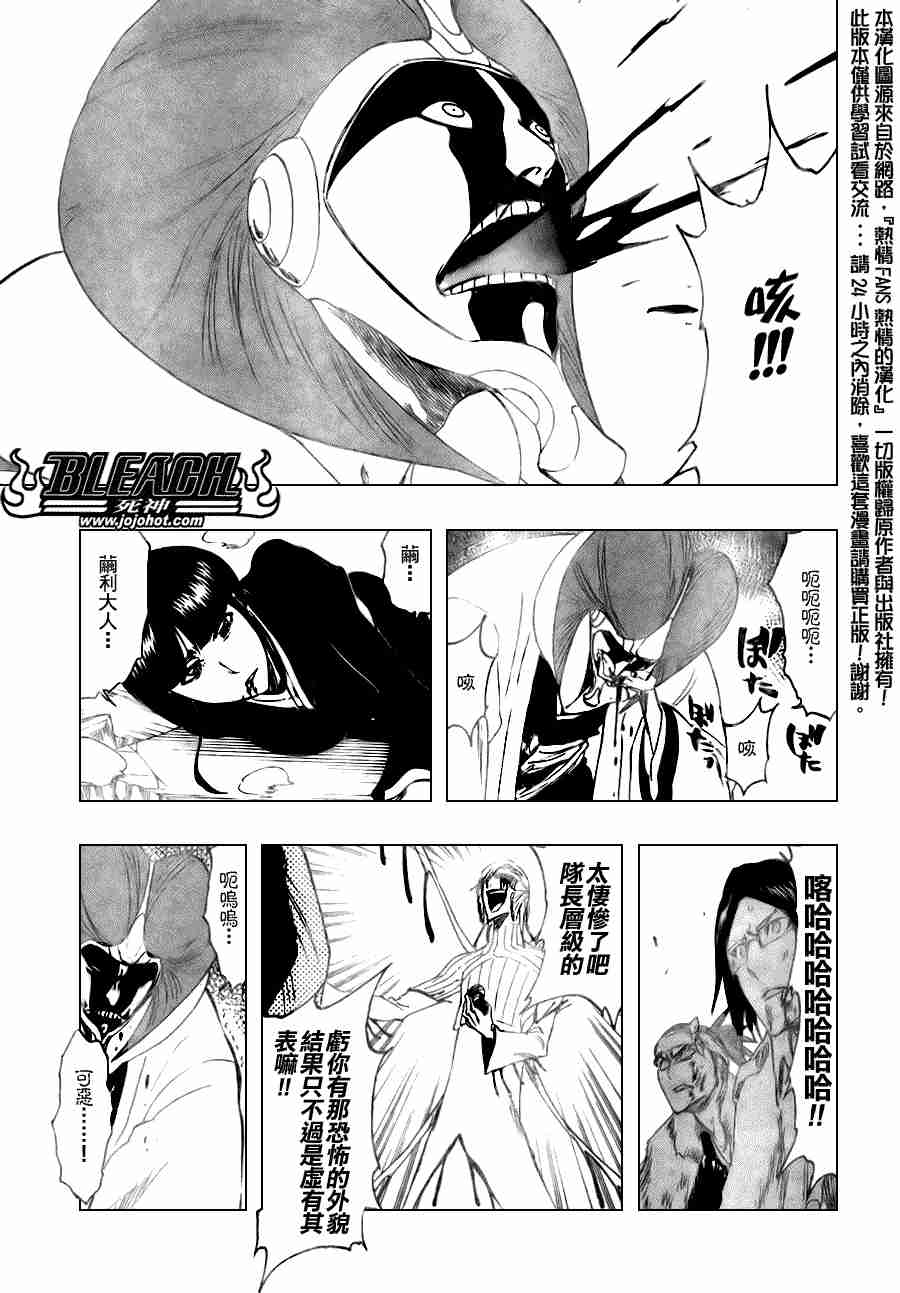 本漢化圖源來自於網路,『熱情FANS 熱情的漢化』一切版權歸原作者與出版社擁有!
此版本僅供學習試看交流... 請24小時之內消除,喜歡這套漫畫請購買正版!謝謝。
咳!!!
BLEACH
死神
www.jojohot.com
呃呃呃呃…
ぼた
咳
ぼたっ
咳
ぼたっ
繭…
繭利大人…
喀哈哈哈哈哈哈哈!!
太悽慘了吧
隊長層級的
虧你有那恐怖的外貌
結果只不過是虛有其
表嘛!!
呃嗚嗚…
可惡……!